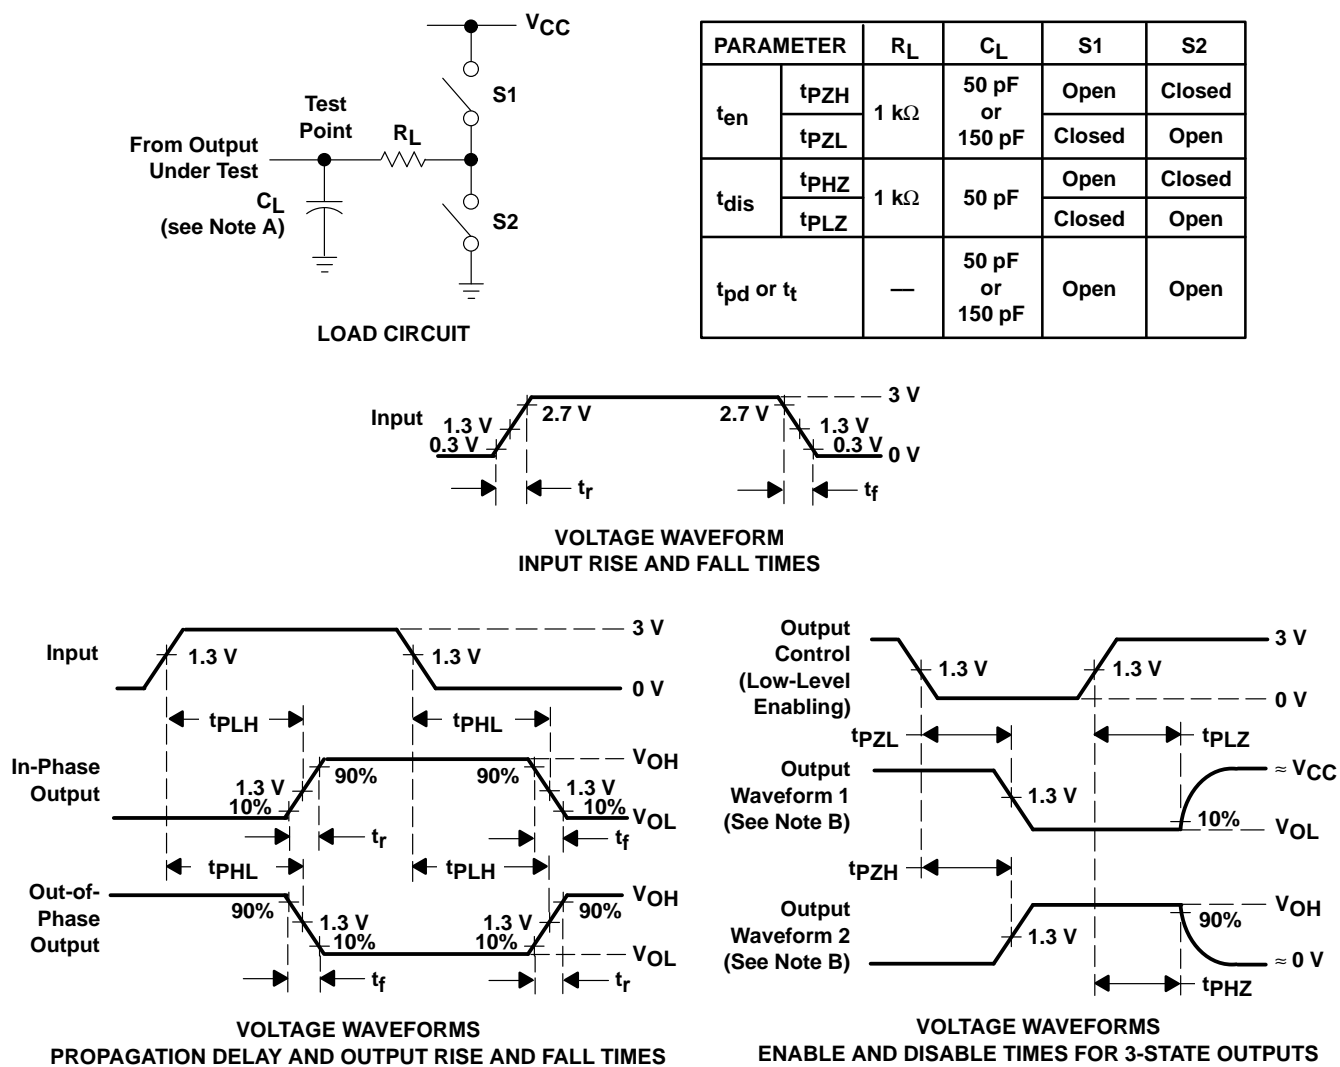 VCC
S1
Test
Point
RL
From Output
Under Test
CL
(see Note A)
S2
LOAD CIRCUIT
PARAMETER RL CL S1 S2
ten tPZH 1 kΩ 50 pF or 150 pF Open Closed
tPZL Closed Open
tdis tPHZ 1 kΩ 50 pF Open Closed
tPLZ Closed Open
tpd or tt — 50 pF or 150 pF Open Open
Input
1.3 V
0.3 V
2.7 V
2.7 V
3 V
1.3 V
0.3 V
0 V
tr
tf
VOLTAGE WAVEFORM
INPUT RISE AND FALL TIMES
Input
1.3 V
1.3 V
3 V
0 V
tPLH
tPHL
In-Phase
Output
1.3 V
10%
90%
90%
1.3 V
10%
VOH
VOL
tr
tf
tPHL
tPLH
Out-of-
Phase
Output
90%
1.3 V
10%
1.3 V
10%
90%
VOH
VOL
tf
tr
VOLTAGE WAVEFORMS
PROPAGATION DELAY AND OUTPUT RISE AND FALL TIMES
Output
Control
(Low-Level
Enabling)
1.3 V
1.3 V
3 V
0 V
tPZL
tPLZ
Output
Waveform 1
(See Note B)
1.3 V
10%
≈ VCC
VOL
tPZH
Output
Waveform 2
(See Note B)
1.3 V
90%
VOH
≈ 0 V
tPHZ
VOLTAGE WAVEFORMS
ENABLE AND DISABLE TIMES FOR 3-STATE OUTPUTS